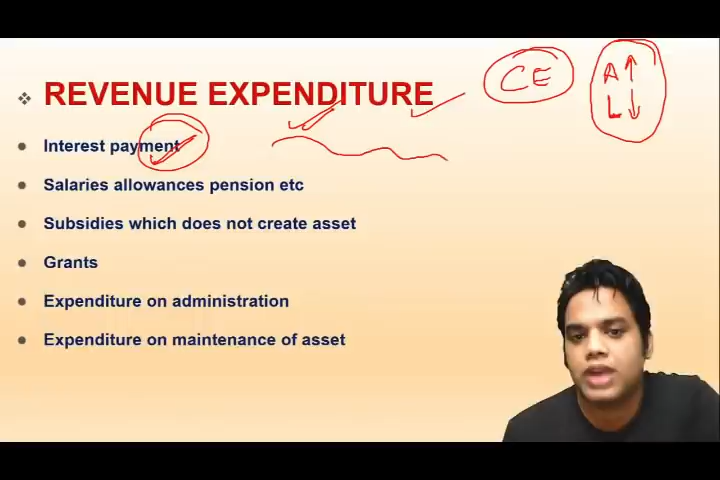 REVENUE EXPENDITURE
CE
A↑
L↓
Interest payment
Salaries allowances pension etc
Subsidies which does not create asset
Grants
Expenditure on administration
Expenditure on maintenance of asset